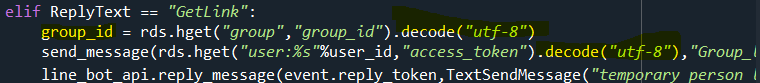 elif ReplyText == "GetLink":
group_id = rds.hget("group","group_id").decode("utf-8")
send_message(rds.hget("user:%s"%user_id,"access_token").decode("utf-8"),"Group_
line_bot_api.reply_message(event.reply_token,TextSendMessage("temporary person